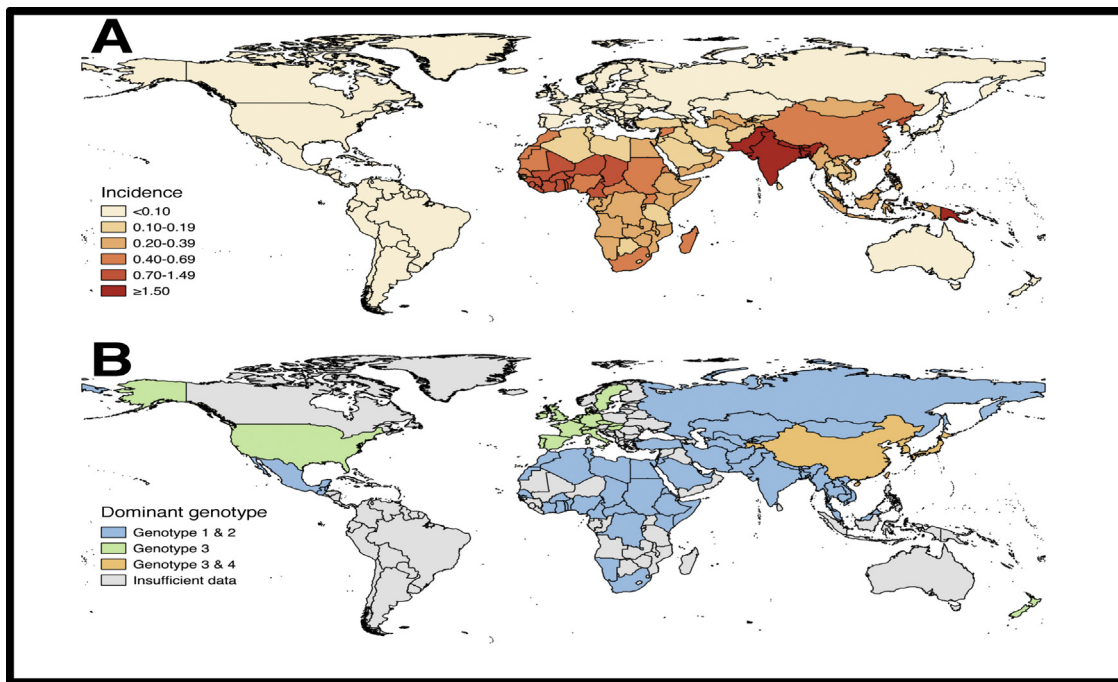 A
Incidence
<0.10
0.10-0.19
0.20-0.39
0.40-0.69
0.70-1.49
≥1.50
B
Dominant genotype
Genotype 1 & 2
Genotype 3
Genotype 3 & 4
Insufficient data